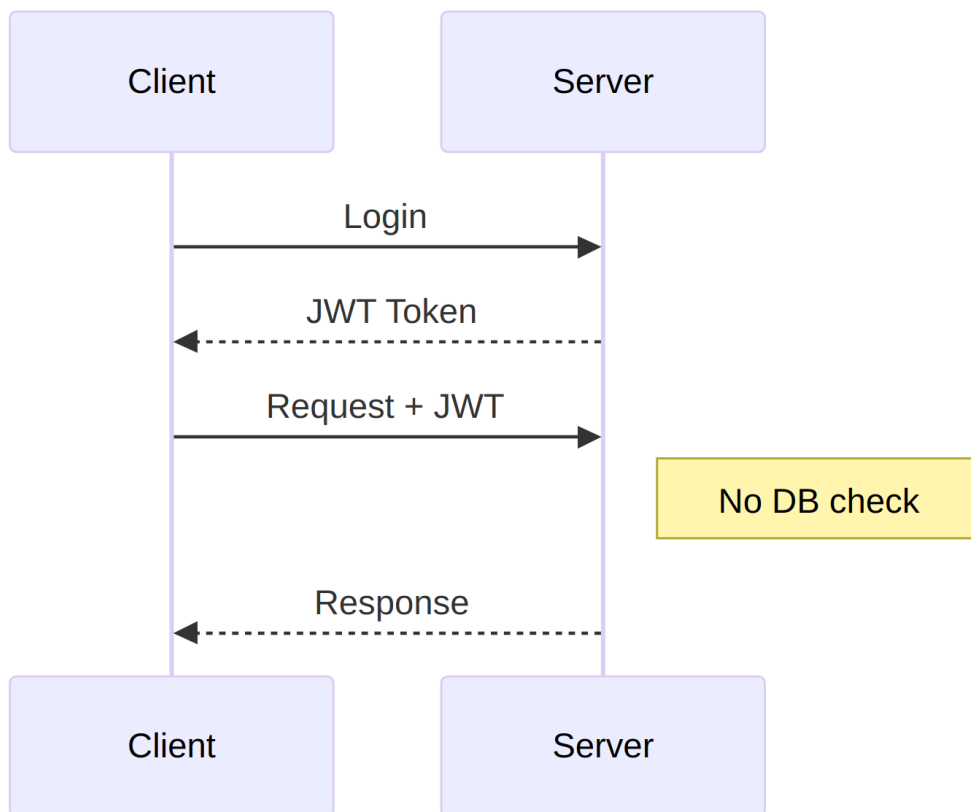 Client
Server
Login
JWT Token
Request + JWT
No DB check
Response
Client
Server